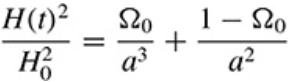 H(t)²/H₀² = Ω₀/a³ + (1 − Ω₀)/a²